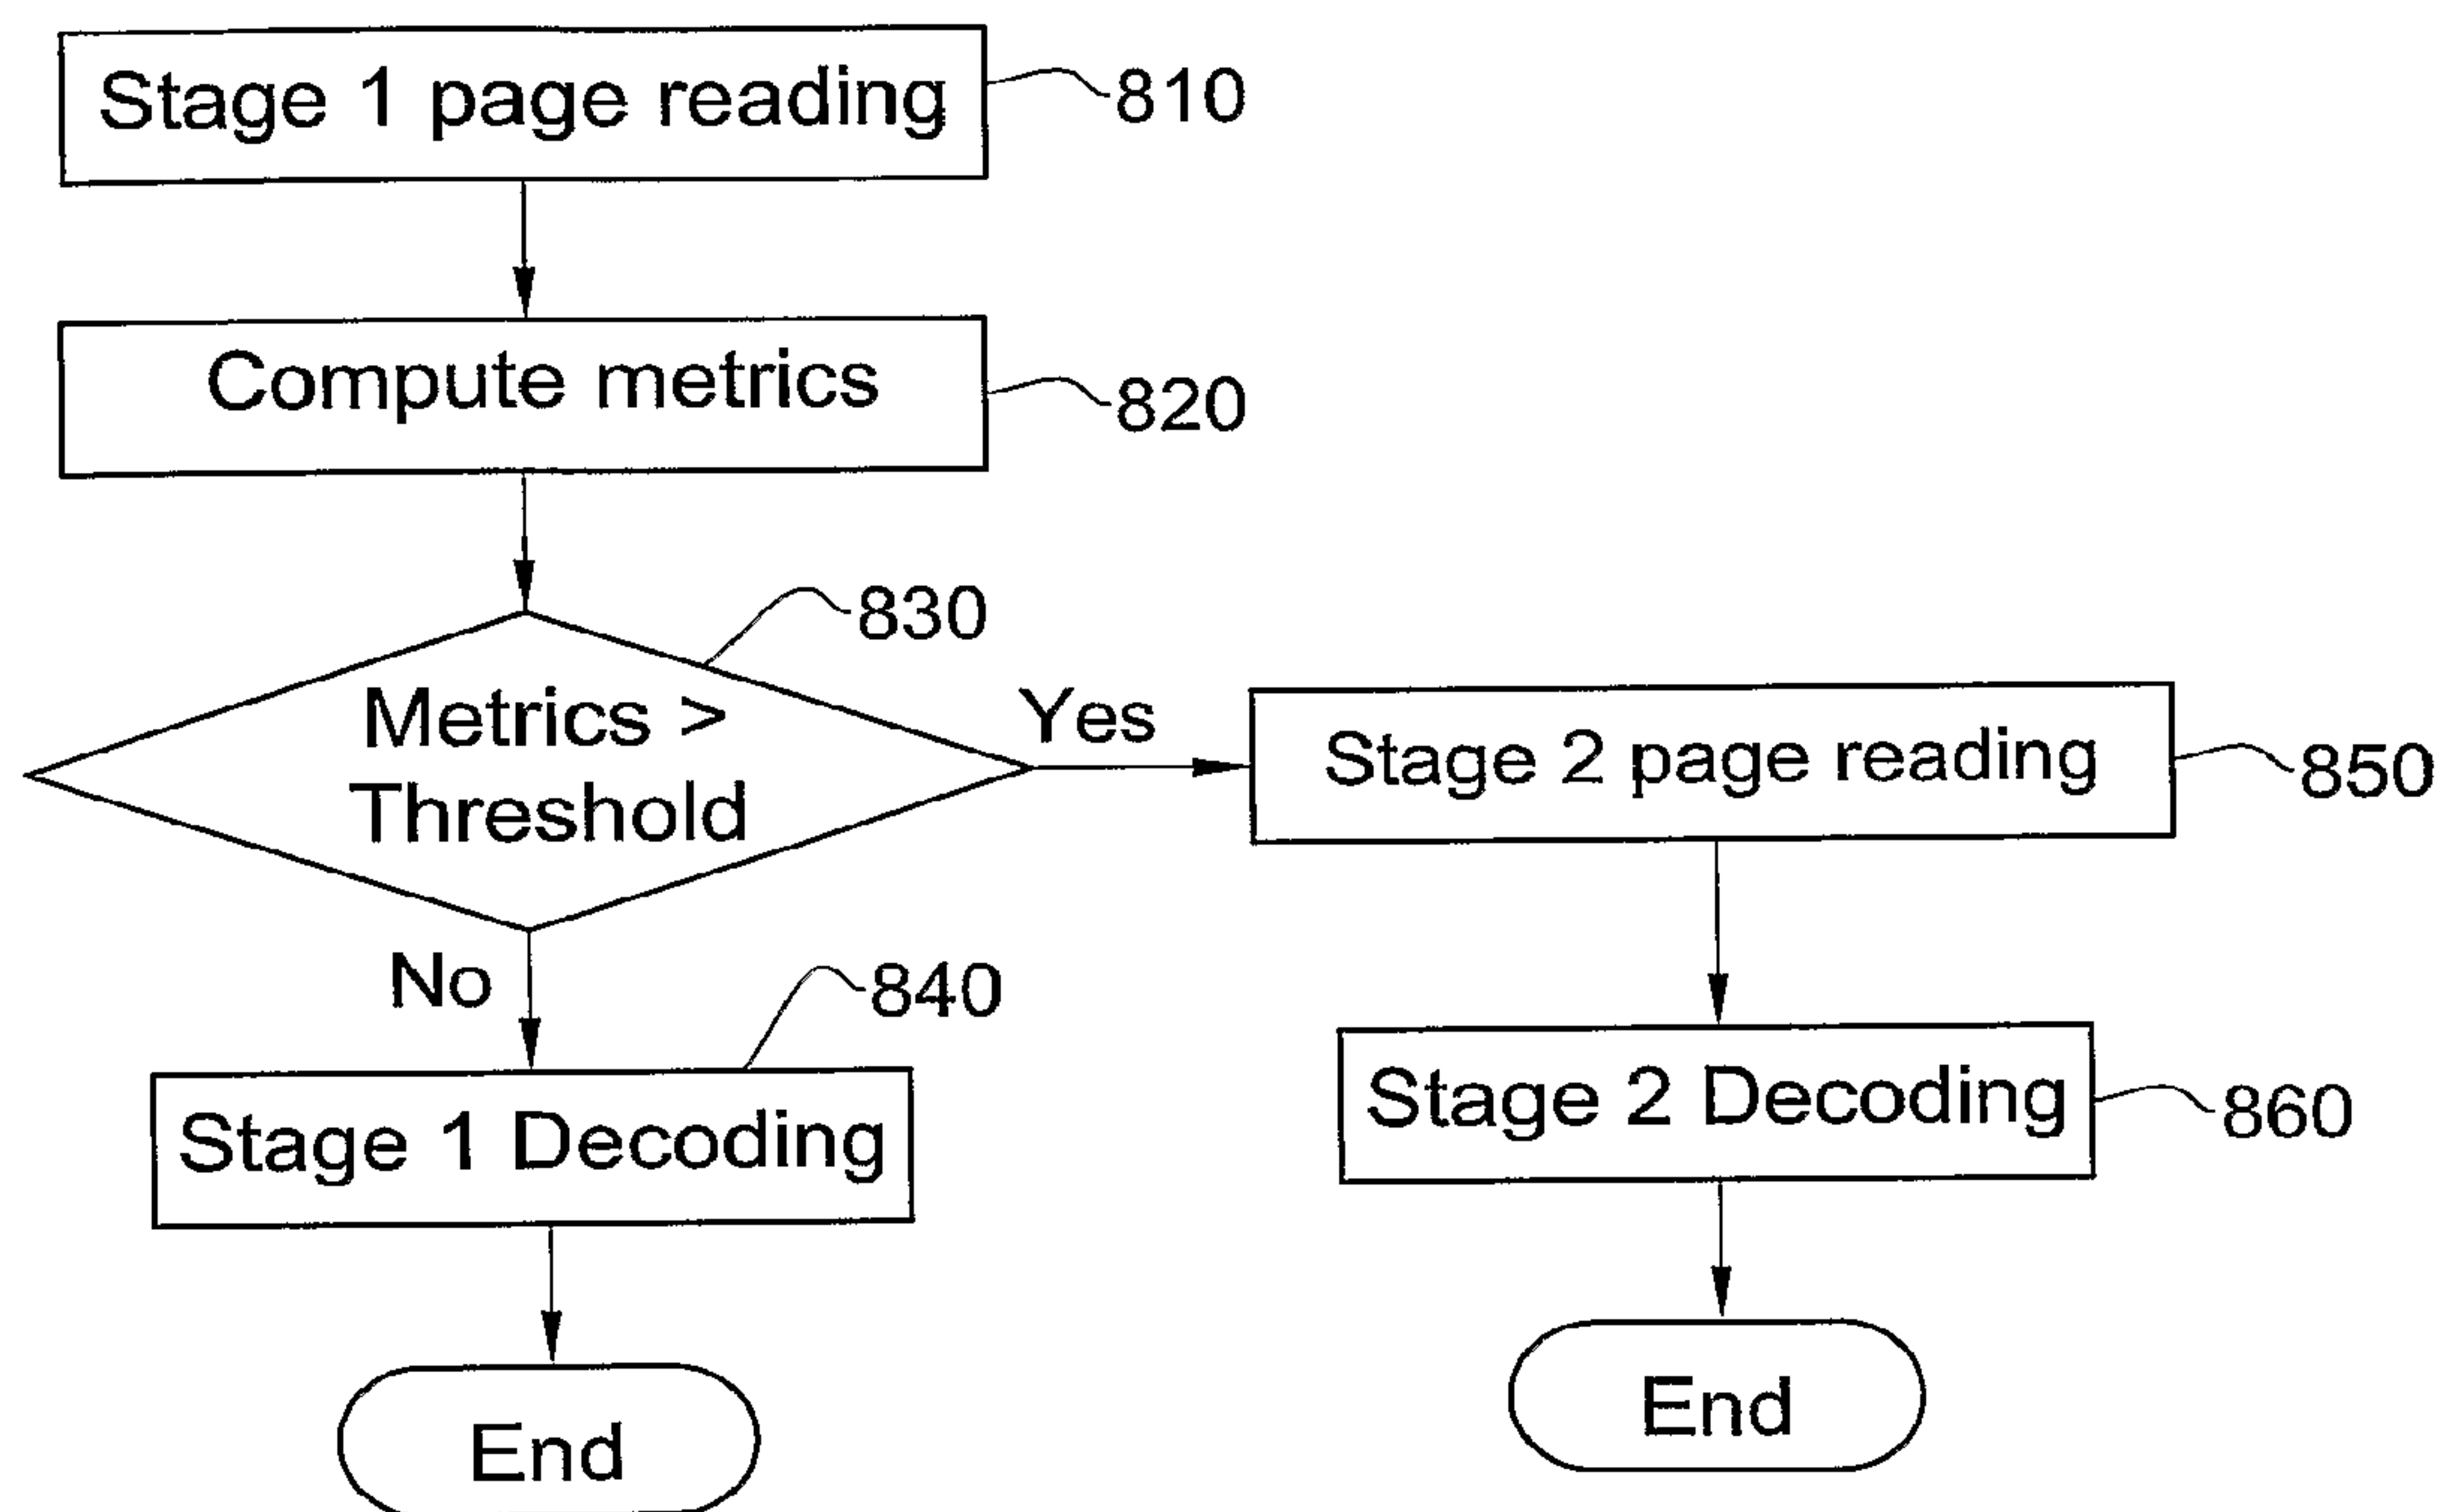 Stage 1 page reading
810
Compute metrics
820
830
Metrics >
Threshold
Yes
Stage 2 page reading
850
No
840
Stage 1 Decoding
Stage 2 Decoding
860
End
End